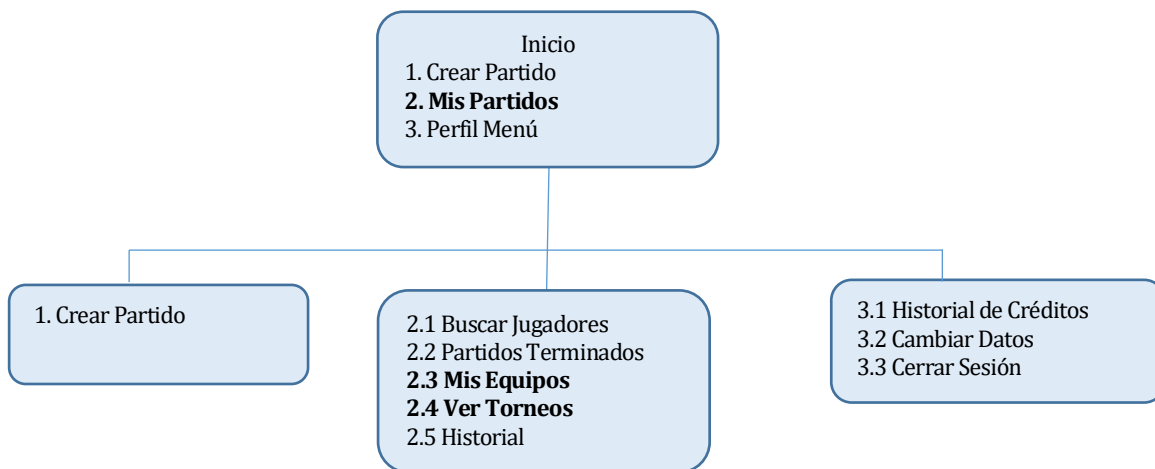 Inicio
1. Crear Partido
2. Mis Partidos
3. Perfil Menú
1. Crear Partido
2.1 Buscar Jugadores
2.2 Partidos Terminados
2.3 Mis Equipos
2.4 Ver Torneos
2.5 Historial
3.1 Historial de Créditos
3.2 Cambiar Datos
3.3 Cerrar Sesión